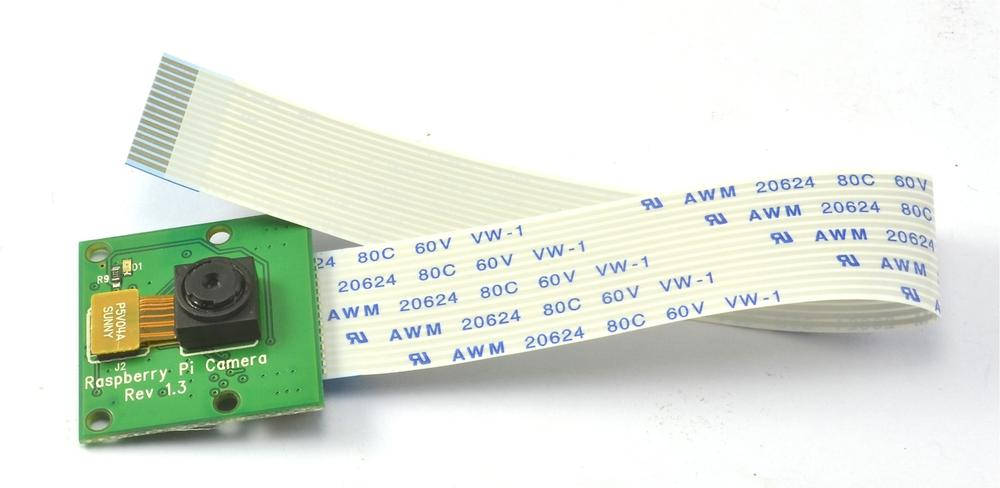 R9 D1
P5V04A
SUNNY
J2
Raspberry Pi Camera
Rev 1.3
24 80C 60V VW-1
20624 80C 60V VW-1
AWM 20624 80C 60V VW-1
AWM 20624 80C 60V VW-1
AWM 20624 80C 60V VW-1
AWM 20624 80C 60V
AWM 20624 80C
AWM 20624
AWM